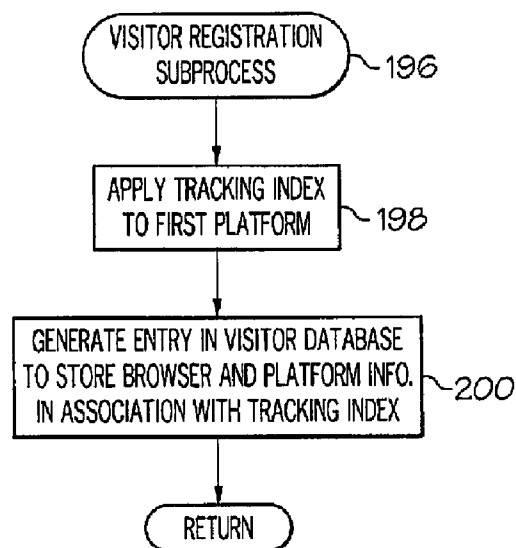 VISITOR REGISTRATION
SUBPROCESS
196
APPLY TRACKING INDEX
TO FIRST PLATFORM
198
GENERATE ENTRY IN VISITOR DATABASE
TO STORE BROWSER AND PLATFORM INFO.
IN ASSOCIATION WITH TRACKING INDEX
200
RETURN